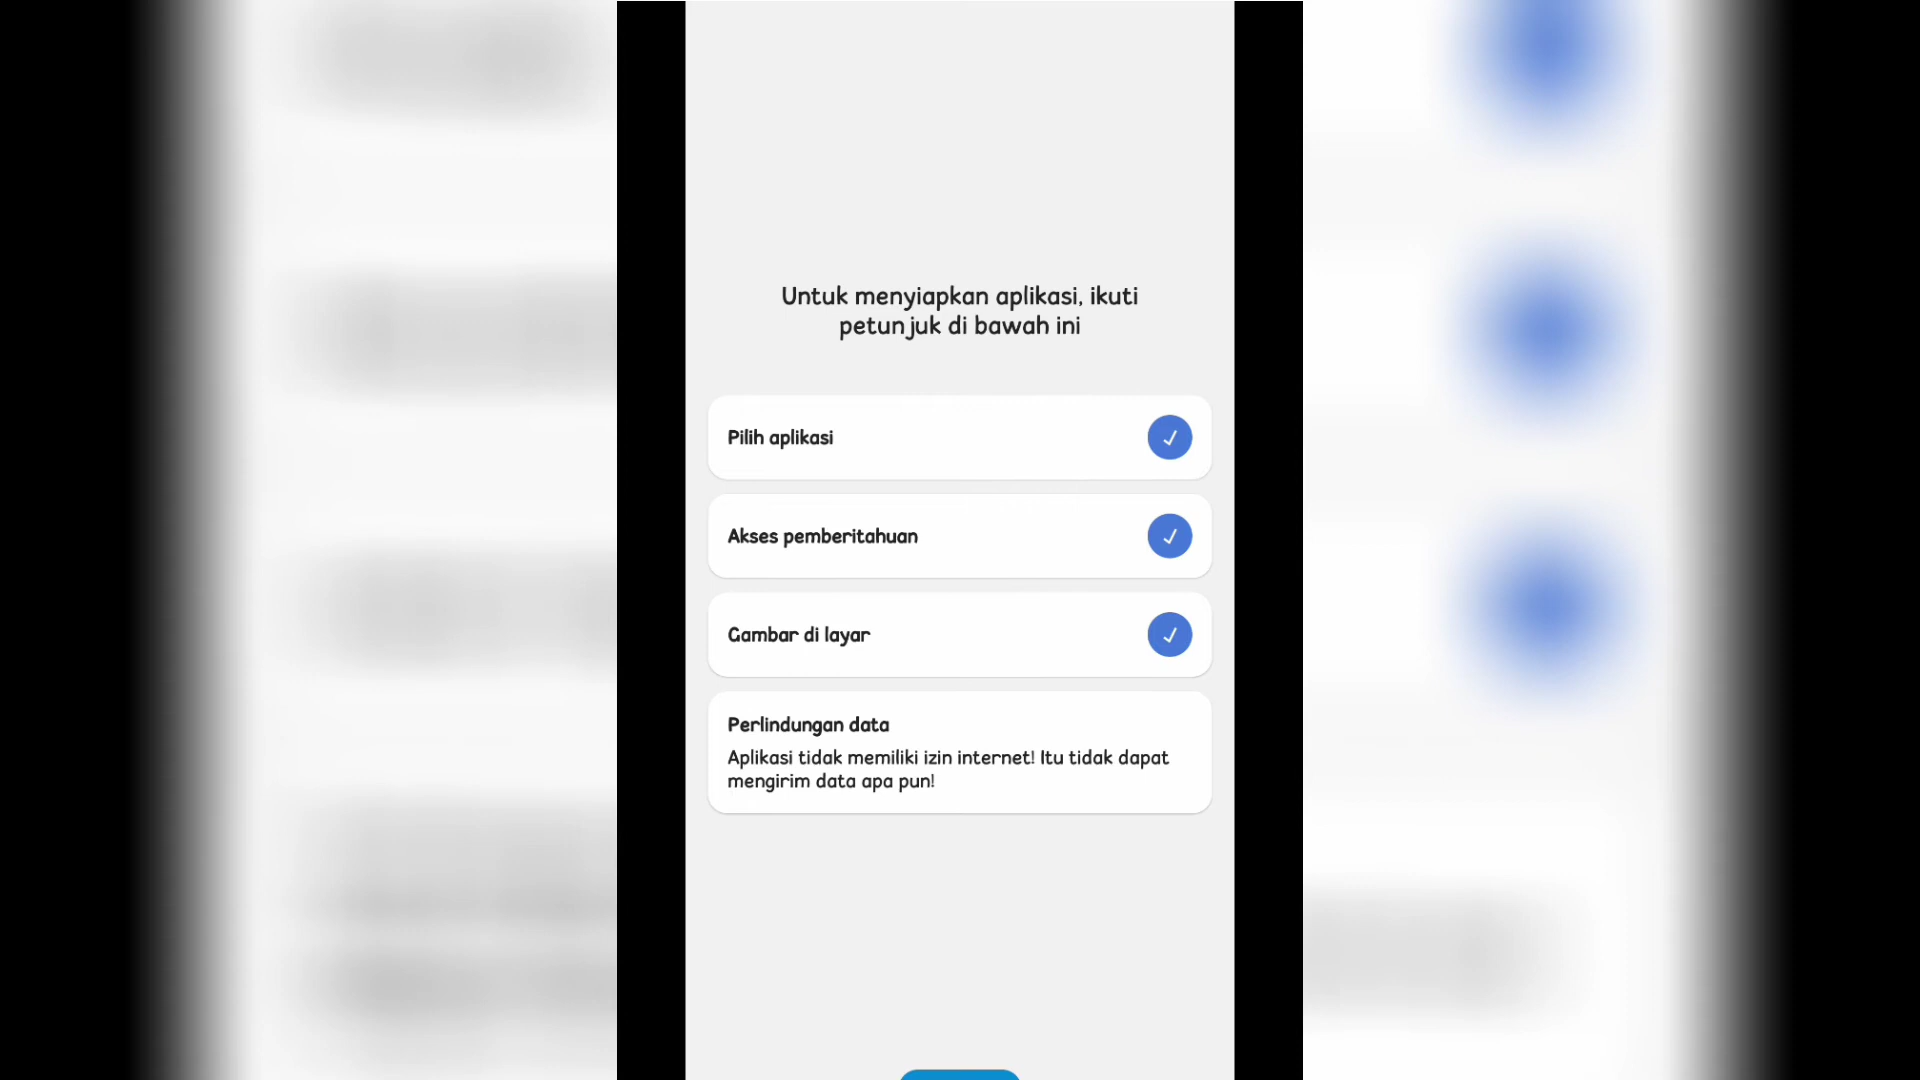 Untuk menyiapkan aplikasi, ikuti
petunjuk di bawah ini
Pilih aplikasi
Akses pemberitahuan
Gambar di layar
Perlindungan data
Aplikasi tidak memiliki izin internet! Itu tidak dapat
mengirim data apa pun!